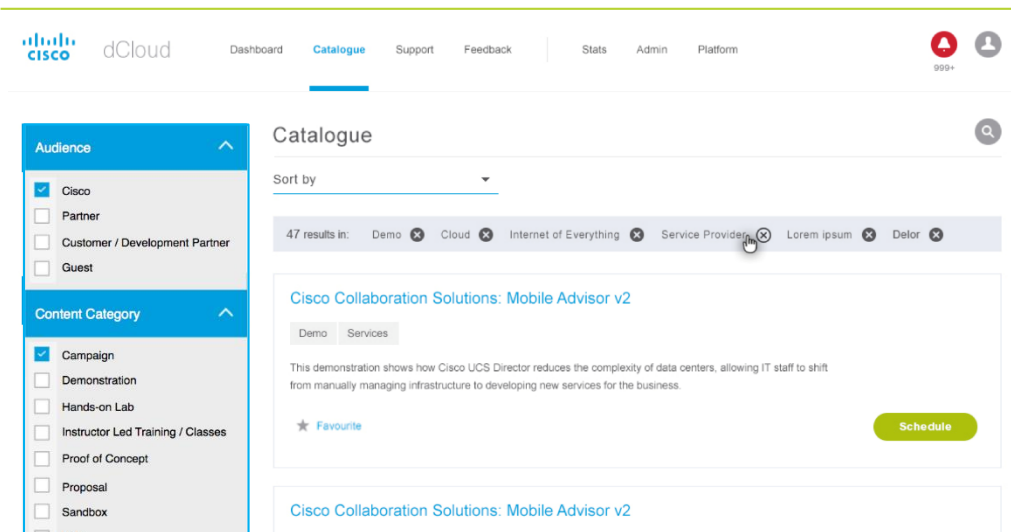 CISCO dCloud Dashboard Catalogue Support Feedback Stats Admin Platform
999+
Audience
Cisco
Partner
Customer / Development Partner
Guest
Content Category
Campaign
Demonstration
Hands-on Lab
Instructor Led Training / Classes
Proof of Concept
Proposal
Sandbox
Catalogue
Sort by
47 results in: Demo Cloud Internet of Everything Service Provider Lorem ipsum Delor
Cisco Collaboration Solutions: Mobile Advisor v2
Demo Services
This demonstration shows how Cisco UCS Director reduces the complexity of data centers, allowing IT staff to shift
from manually managing infrastructure to developing new services for the business.
Favourite Schedule
Cisco Collaboration Solutions: Mobile Advisor v2